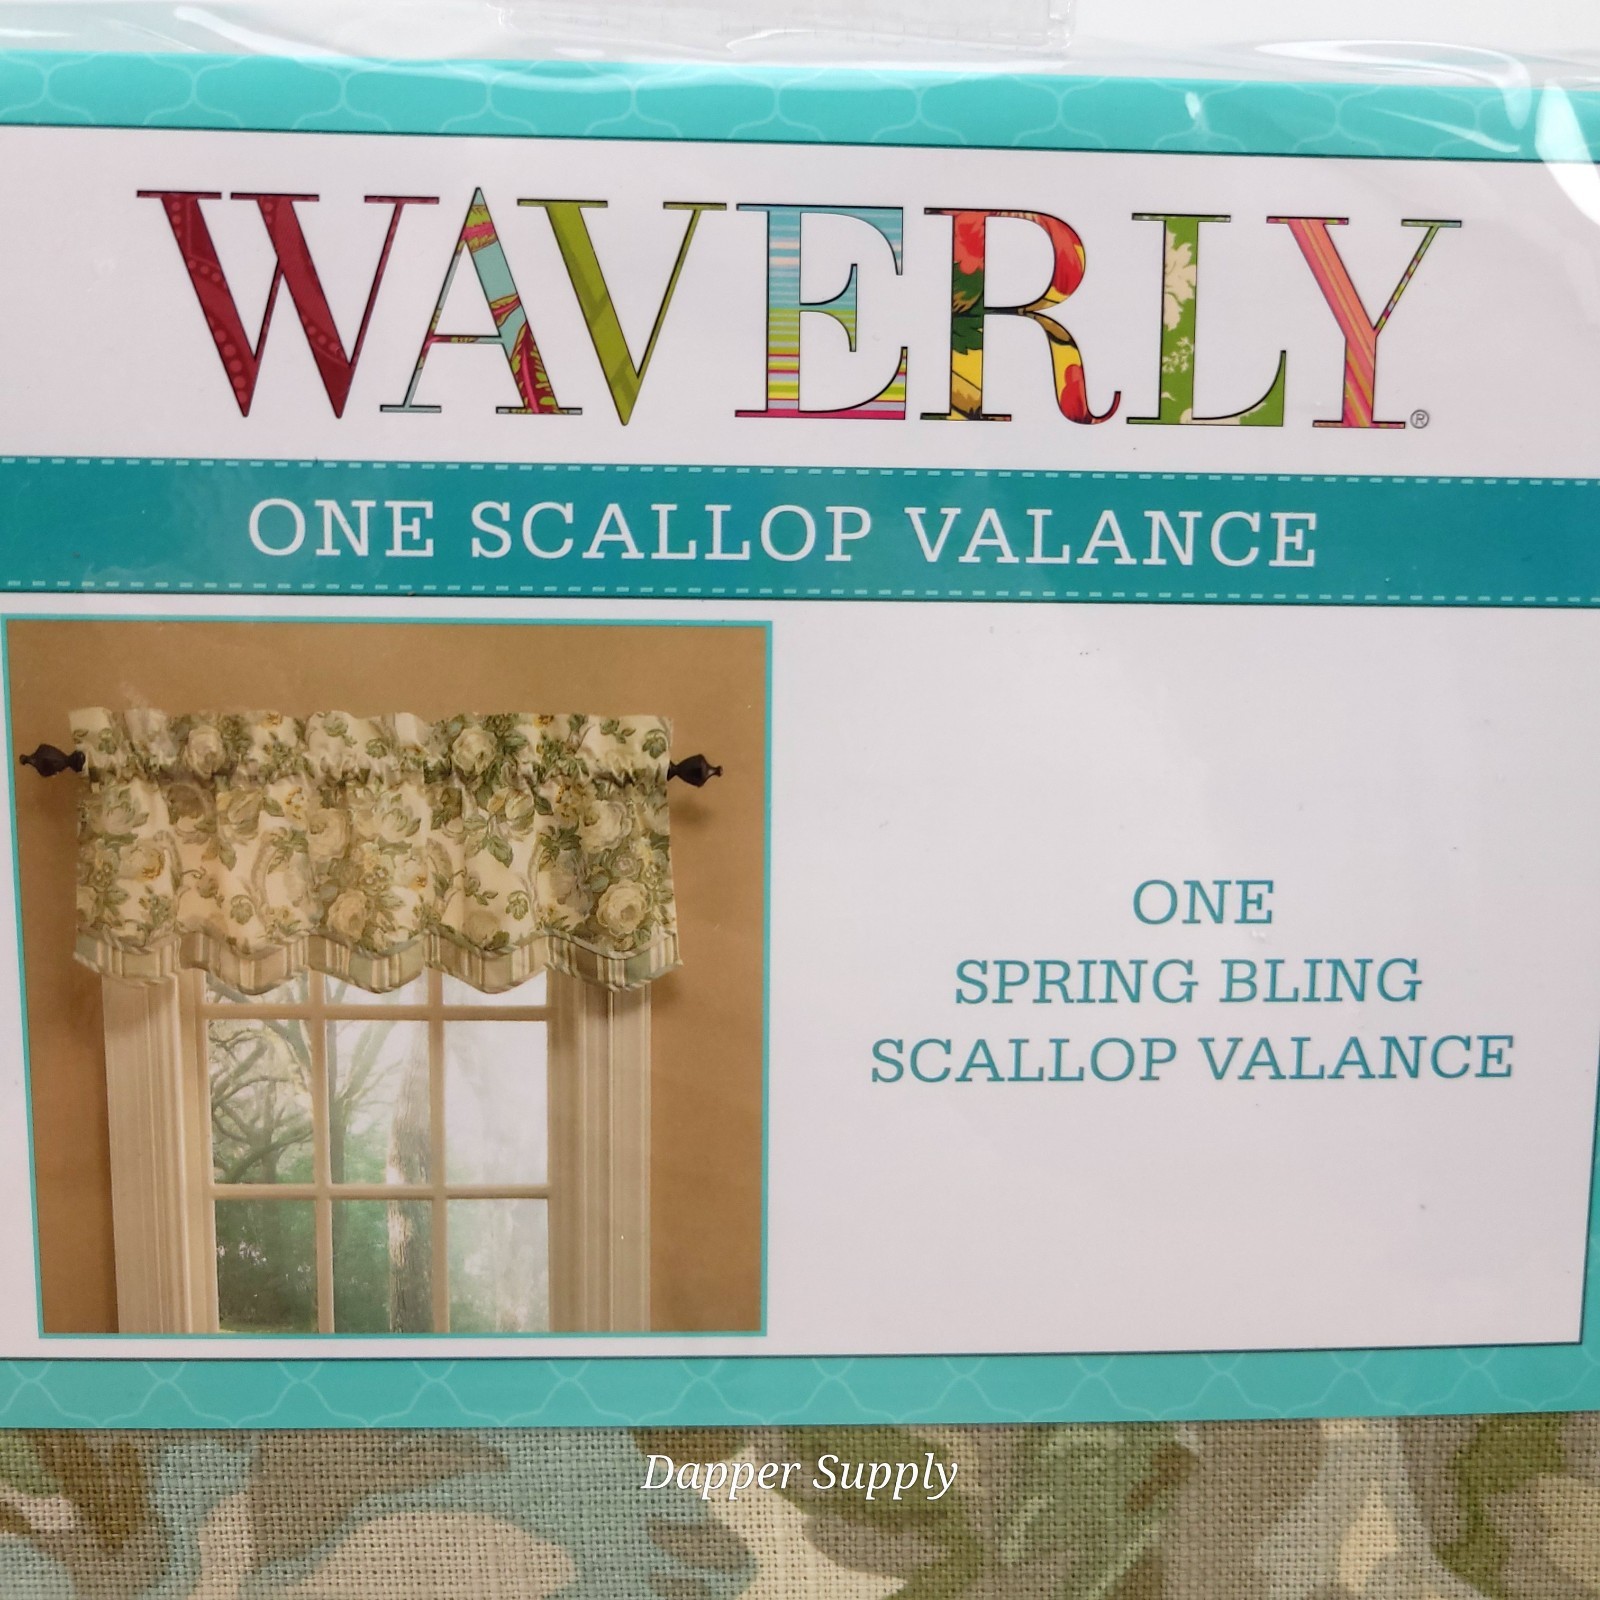 WAVERLY®
ONE SCALLOP VALANCE
ONE
SPRING BLING
SCALLOP VALANCE
Dapper Supply